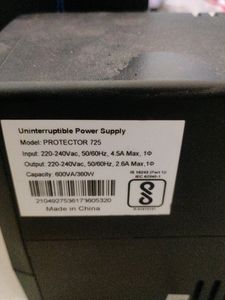 Uninterruptible Power Supply
Model: PROTECTOR 725
Input: 220-240Vac, 50/60Hz, 4.5A Max, 1Φ
Output: 220-240Vac, 50/60Hz, 2.6A Max, 1Φ
Capacity: 600VA/360W
IS 16242 (Part 1)/
IEC 62040-1
2104927536173605320
Made in China